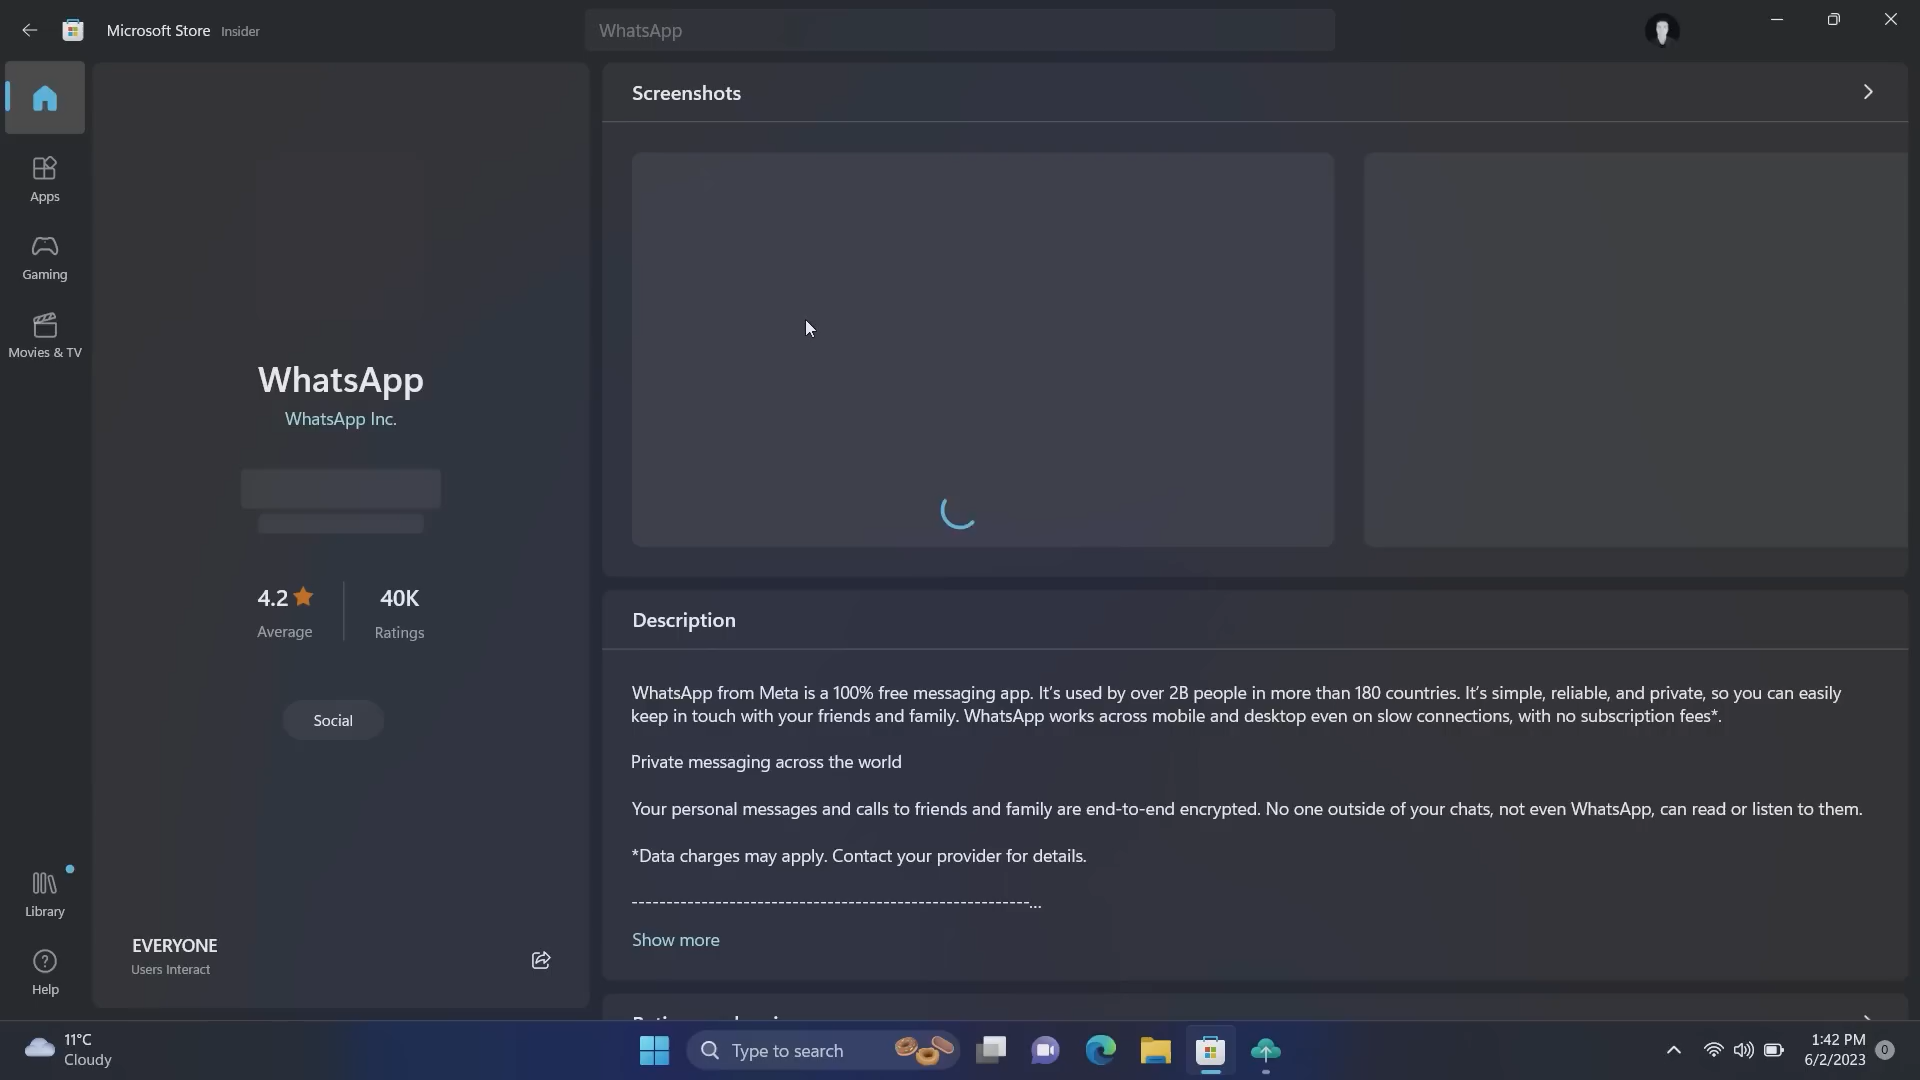 Microsoft Store Insider
WhatsApp
Apps
Gaming
Movies & TV
Library
Help
WhatsApp
WhatsApp Inc.
4.2
Average
40K
Ratings
Social
EVERYONE
Users Interact
Screenshots
Description
WhatsApp from Meta is a 100% free messaging app. It's used by over 2B people in more than 180 countries. It's simple, reliable, and private, so you can easily
keep in touch with your friends and family. WhatsApp works across mobile and desktop even on slow connections, with no subscription fees*.
Private messaging across the world
Your personal messages and calls to friends and family are end-to-end encrypted. No one outside of your chats, not even WhatsApp, can read or listen to them.
*Data charges may apply. Contact your provider for details.
---------------------------------------------------------...
Show more
11°C
Cloudy
Type to search
1:42 PM
6/2/2023
0